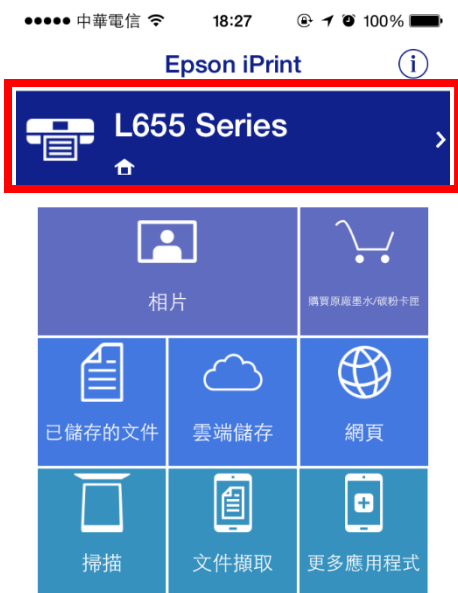 中華電信 18:27 100%
Epson iPrint i
L655 Series
相片
購買原廠墨水/碳粉卡匣
已儲存的文件 雲端儲存 網頁
掃描 文件擷取 更多應用程式